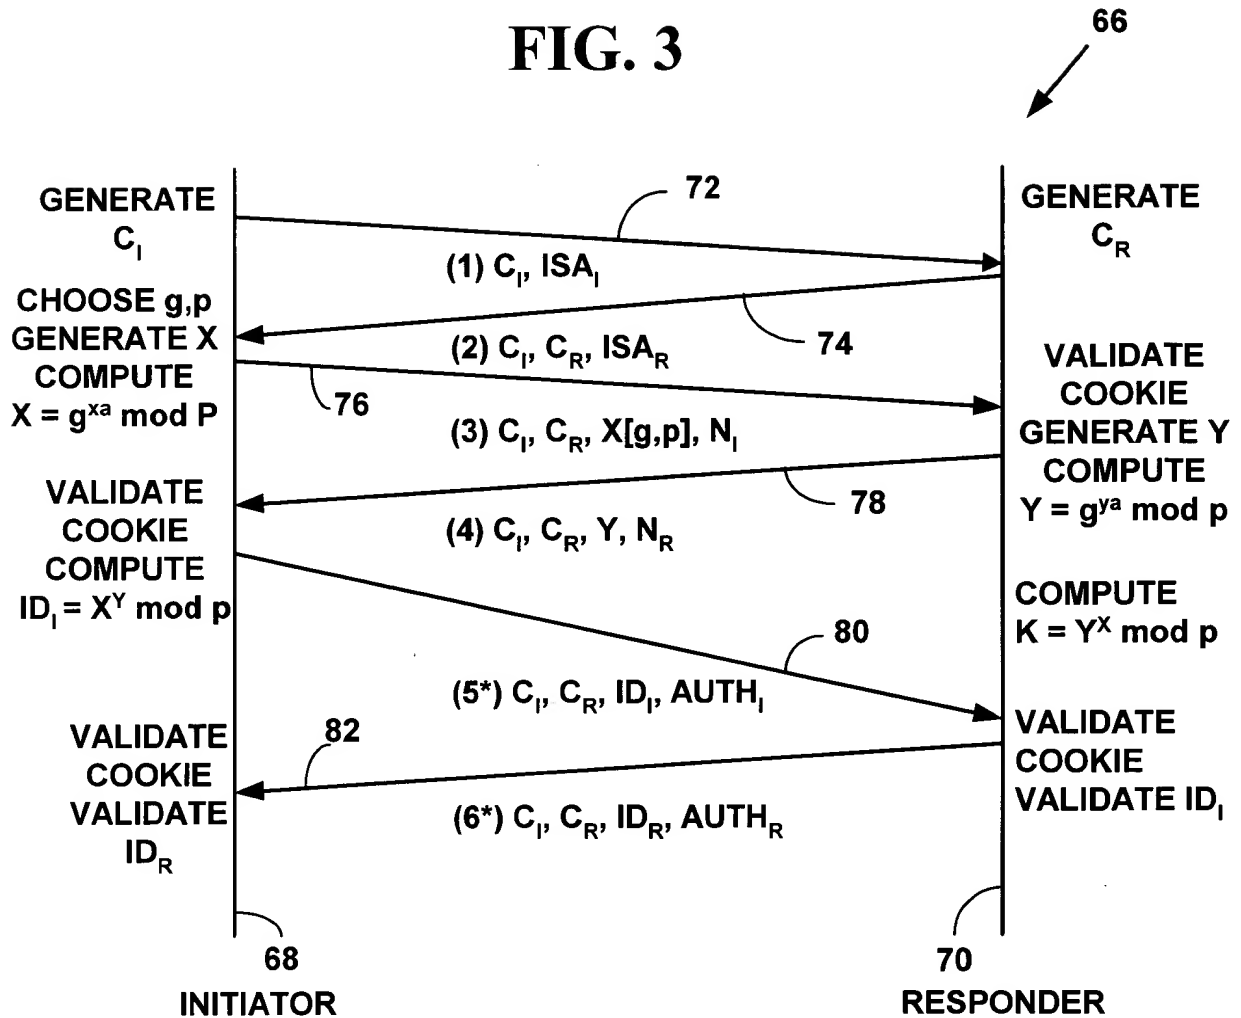 FIG. 3
66
GENERATE
C_I
72
GENERATE
C_R
(1) C_I, ISA_I
CHOOSE g,p
GENERATE X
COMPUTE
X = g^xa mod P
74
(2) C_I, C_R, ISA_R
76
VALIDATE
COOKIE
GENERATE Y
COMPUTE
Y = g^ya mod p
(3) C_I, C_R, X[g,p], N_I
VALIDATE
COOKIE
COMPUTE
ID_I = X^Y mod p
78
(4) C_I, C_R, Y, N_R
COMPUTE
K = Y^X mod p
80
(5*) C_I, C_R, ID_I, AUTH_I
VALIDATE
COOKIE
VALIDATE ID_I
VALIDATE
COOKIE
VALIDATE
ID_R
82
(6*) C_I, C_R, ID_R, AUTH_R
68
70
INITIATOR
RESPONDER